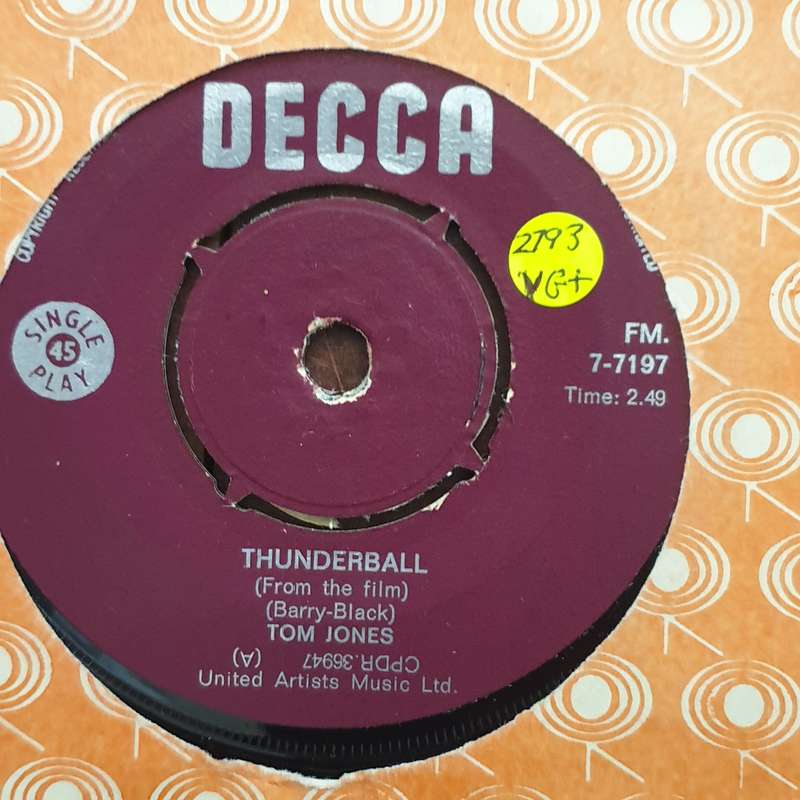 DECCA
COPYRIGHT
2793
VG+
SINGLE
45
PLAY
FM.
7-7197
Time: 2.49
THUNDERBALL
(From the film)
(Barry-Black)
TOM JONES
(A) CPDR.36947
United Artists Music Ltd.